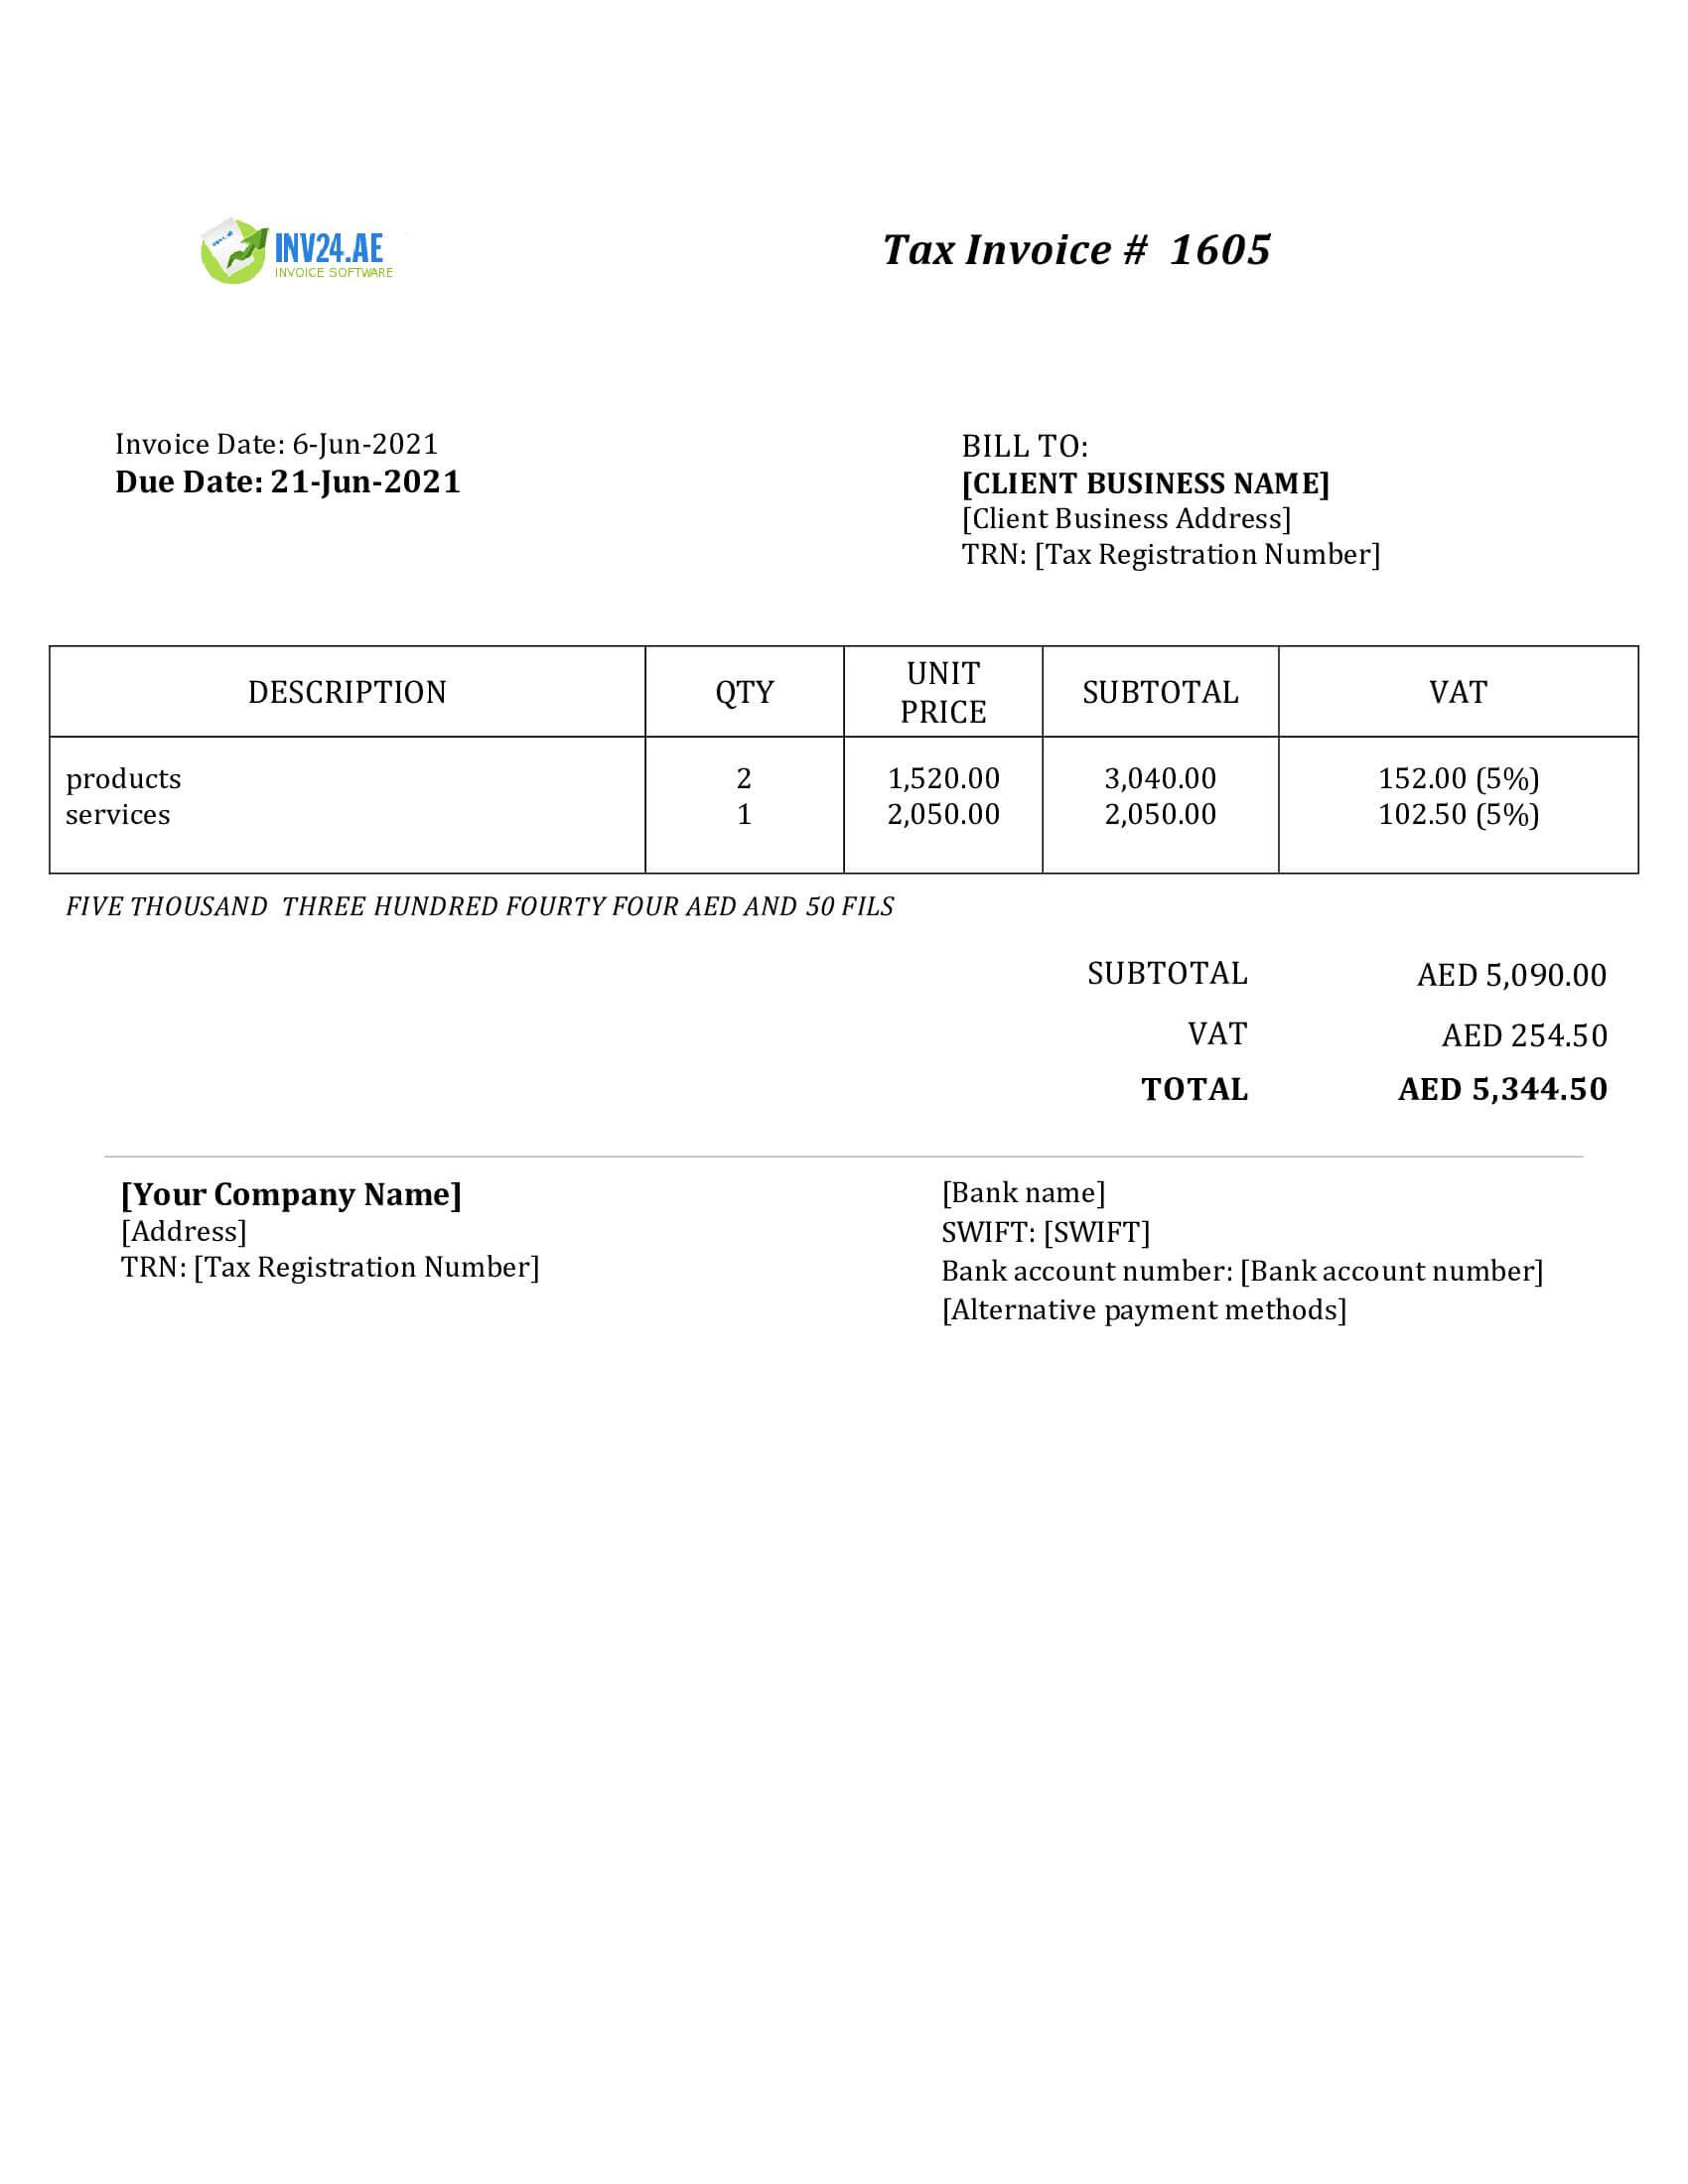 INV24.AE
INVOICE SOFTWARE
Tax Invoice #  1605
Invoice Date: 6-Jun-2021
Due Date: 21-Jun-2021
BILL TO:
[CLIENT BUSINESS NAME]
[Client Business Address]
TRN: [Tax Registration Number]
DESCRIPTION QTY UNIT PRICE SUBTOTAL VAT
products 2 1,520.00 3,040.00 152.00 (5%)
services 1 2,050.00 2,050.00 102.50 (5%)
FIVE THOUSAND  THREE HUNDRED FOURTY FOUR AED AND 50 FILS
SUBTOTAL AED 5,090.00
VAT AED 254.50
TOTAL AED 5,344.50
[Your Company Name]
[Address]
TRN: [Tax Registration Number]
[Bank name]
SWIFT: [SWIFT]
Bank account number: [Bank account number]
[Alternative payment methods]